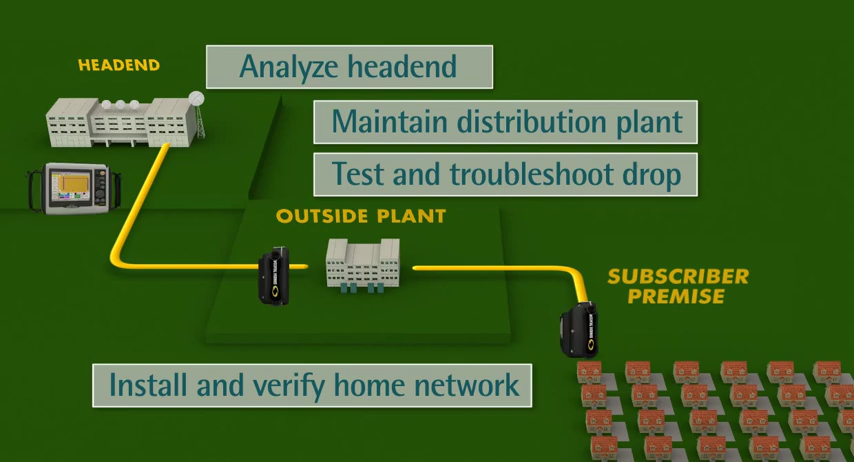 HEADEND
Analyze headend
Maintain distribution plant
Test and troubleshoot drop
OUTSIDE PLANT
SUBSCRIBER
PREMISE
Install and verify home network